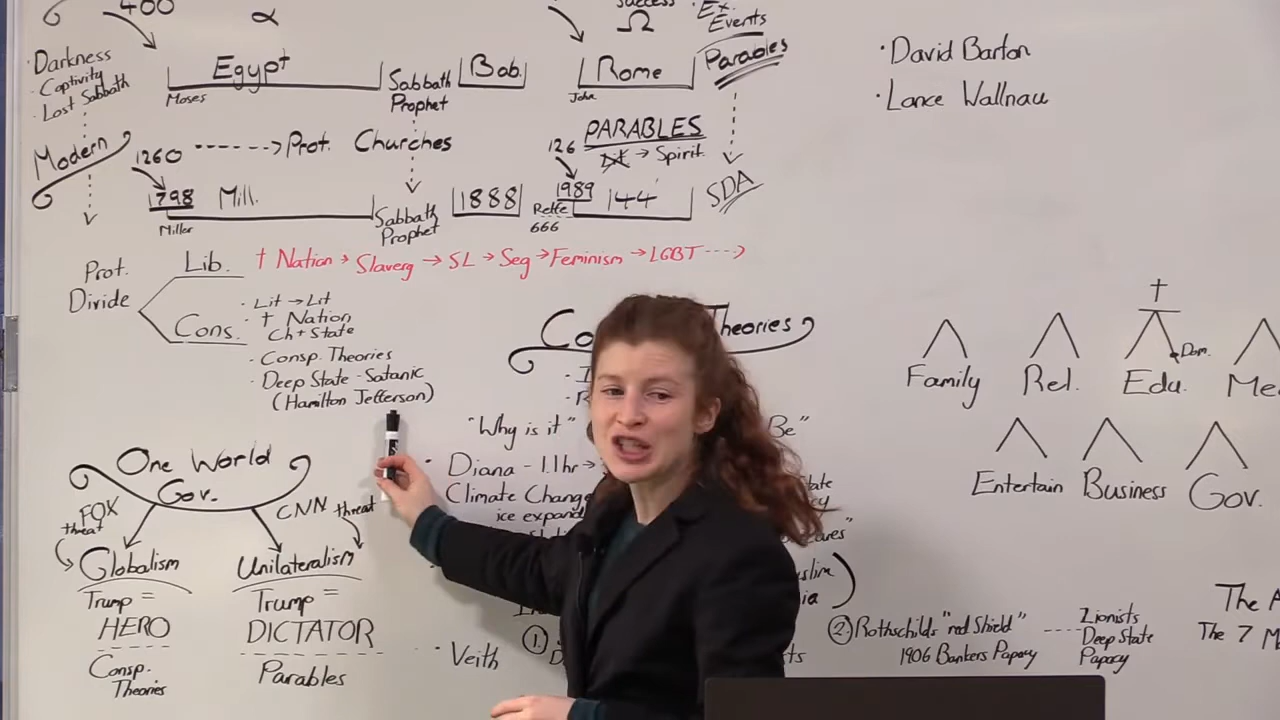 400
α
success
Ω
· Ex.
Events
· Darkness
· Captivity
· Lost Sabbath
Egypt
Moses
Sabbath
Prophet
Bab.
Rome
John
Parables
· David Barton
· Lance Wallnau
Modern
1260 → Prot. Churches
126
PARABLES
→ Spirit.
1798 Mill.
Miller
Sabbath
Prophet
1888
1989
144
666
SDA
Prot.
Divide
Lib.
† Nation → Slaverg → SL → Seg → Feminism → LGBT →
Cons.
· Lit → Lit
· † Nation
Ch + State
· Consp. Theories
· Deep State - Satanic
(Hamilton Jefferson)
Theories
"Why is it"
Be"
· Diana - 1.1hr →
Climate Change
ice expand
One World
Gov.
FOX
threat
CNN threat
Globalism
Unilateralism
Trump =
HERO
Trump =
DICTATOR
Consp.
Theories
Parables
· Veith
1.
2. Rothschilds "red Shield"
1906 Bankers Papacy
Zionists
Deep State
Papacy
†
Dom.
Family
Rel.
Edu.
Me
Entertain
Business
Gov.
The A
The 7 M